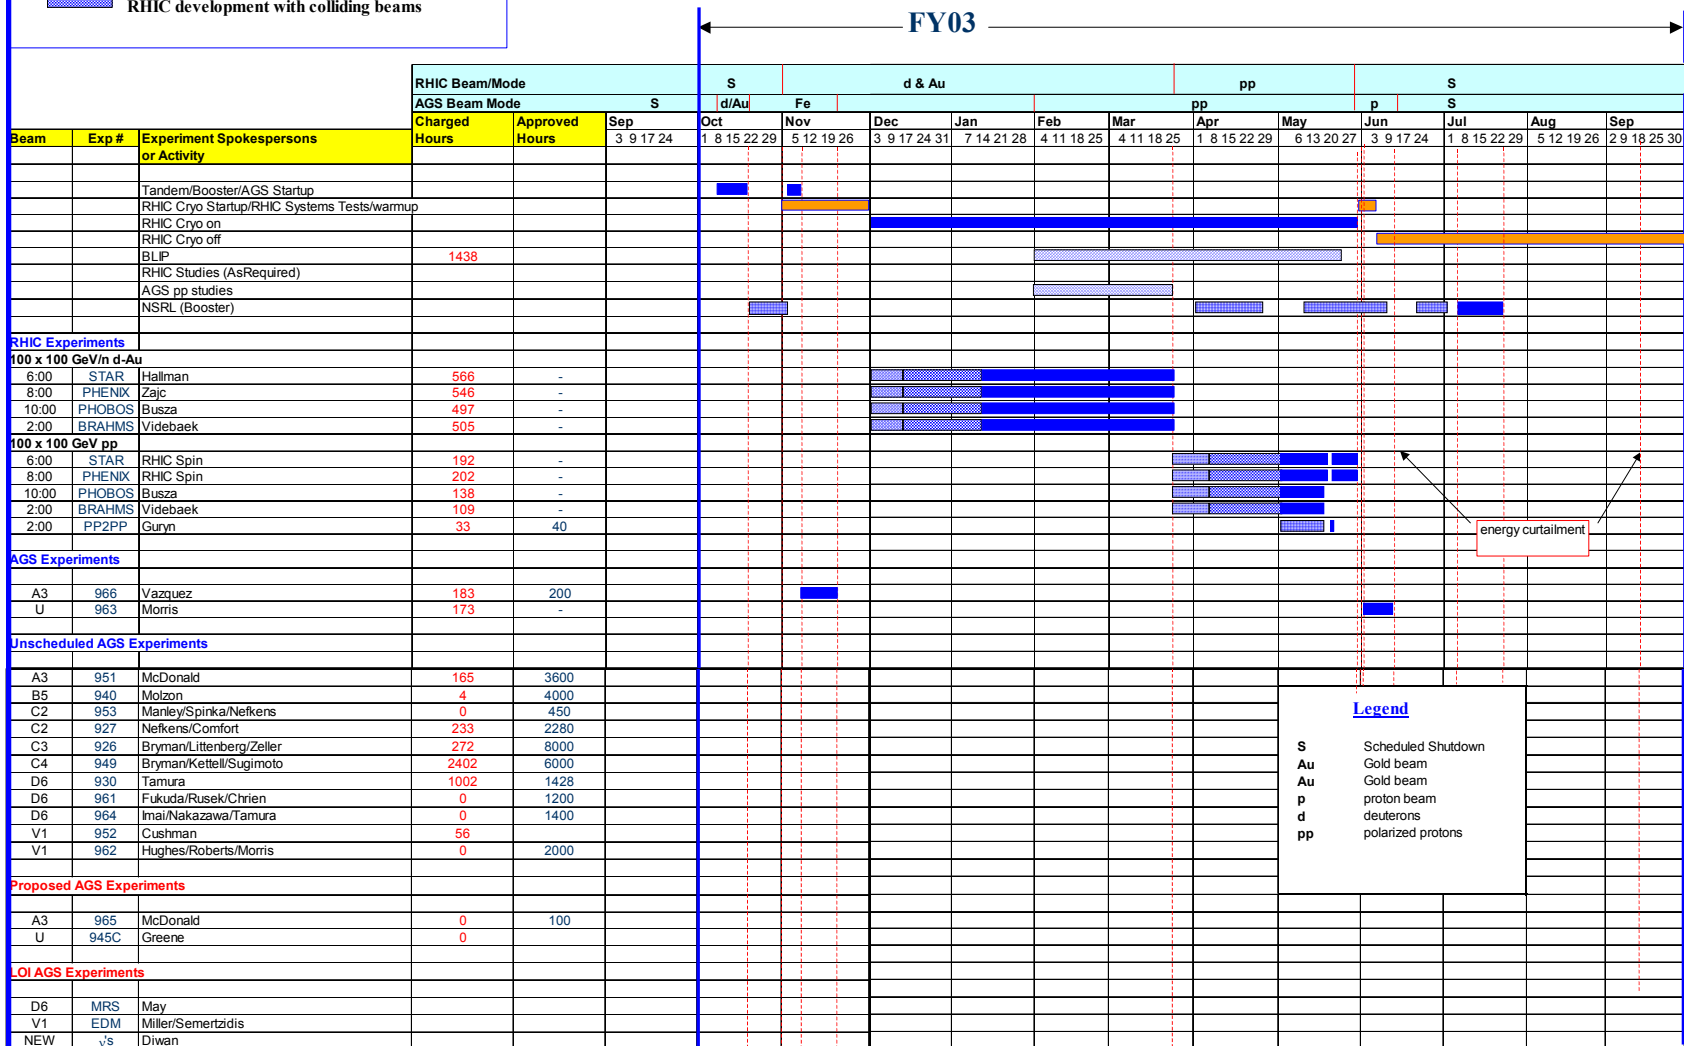 RHIC development with colliding beams
FY03
RHIC Beam/Mode S d & Au pp S
AGS Beam Mode S d/Au Fe pp p S
Charged Approved Sep Oct Nov Dec Jan Feb Mar Apr May Jun Jul Aug Sep
Beam Exp # Experiment Spokespersons Hours Hours 3 9 17 24 1 8 15 22 29 5 12 19 26 3 9 17 24 31 7 14 21 28 4 11 18 25 4 11 18 25 1 8 15 22 29 6 13 20 27 3 9 17 24 1 8 15 22 29 5 12 19 26 2 9 18 25 30
or Activity
Tandem/Booster/AGS Startup
RHIC Cryo Startup/RHIC Systems Tests/warmup
RHIC Cryo on
RHIC Cryo off
BLIP 1438
RHIC Studies (AsRequired)
AGS pp studies
NSRL (Booster)
RHIC Experiments
100 x 100 GeV/n d-Au
6:00 STAR Hallman 566 -
8:00 PHENIX Zajc 546 -
10:00 PHOBOS Busza 497 -
2:00 BRAHMS Videbaek 505 -
100 x 100 GeV pp
6:00 STAR RHIC Spin 192 -
8:00 PHENIX RHIC Spin 202 -
10:00 PHOBOS Busza 138 -
2:00 BRAHMS Videbaek 109 -
2:00 PP2PP Guryn 33 40
energy curtailment
AGS Experiments
A3 966 Vazquez 183 200
U 963 Morris 173 -
Unscheduled AGS Experiments
A3 951 McDonald 165 3600
B5 940 Molzon 4 4000
C2 953 Manley/Spinka/Nefkens 0 450
C2 927 Nefkens/Comfort 233 2280
C3 926 Bryman/Littenberg/Zeller 272 8000
C4 949 Bryman/Kettell/Sugimoto 2402 6000
D6 930 Tamura 1002 1428
D6 961 Fukuda/Rusek/Chrien 0 1200
D6 964 Imai/Nakazawa/Tamura 0 1400
V1 952 Cushman 56
V1 962 Hughes/Roberts/Morris 0 2000
Legend
S Scheduled Shutdown
Au Gold beam
Au Gold beam
p proton beam
d deuterons
pp polarized protons
Proposed AGS Experiments
A3 965 McDonald 0 100
U 945C Greene 0
LOI AGS Experiments
D6 MRS May
V1 EDM Miller/Semertzidis
NEW ν's Diwan